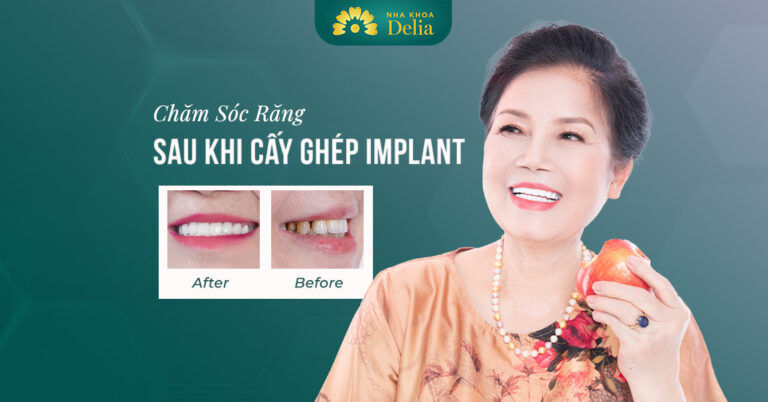 NHA KHOA
Delia
Chăm Sóc Răng
SAU KHI CẤY GHÉP IMPLANT
After
Before